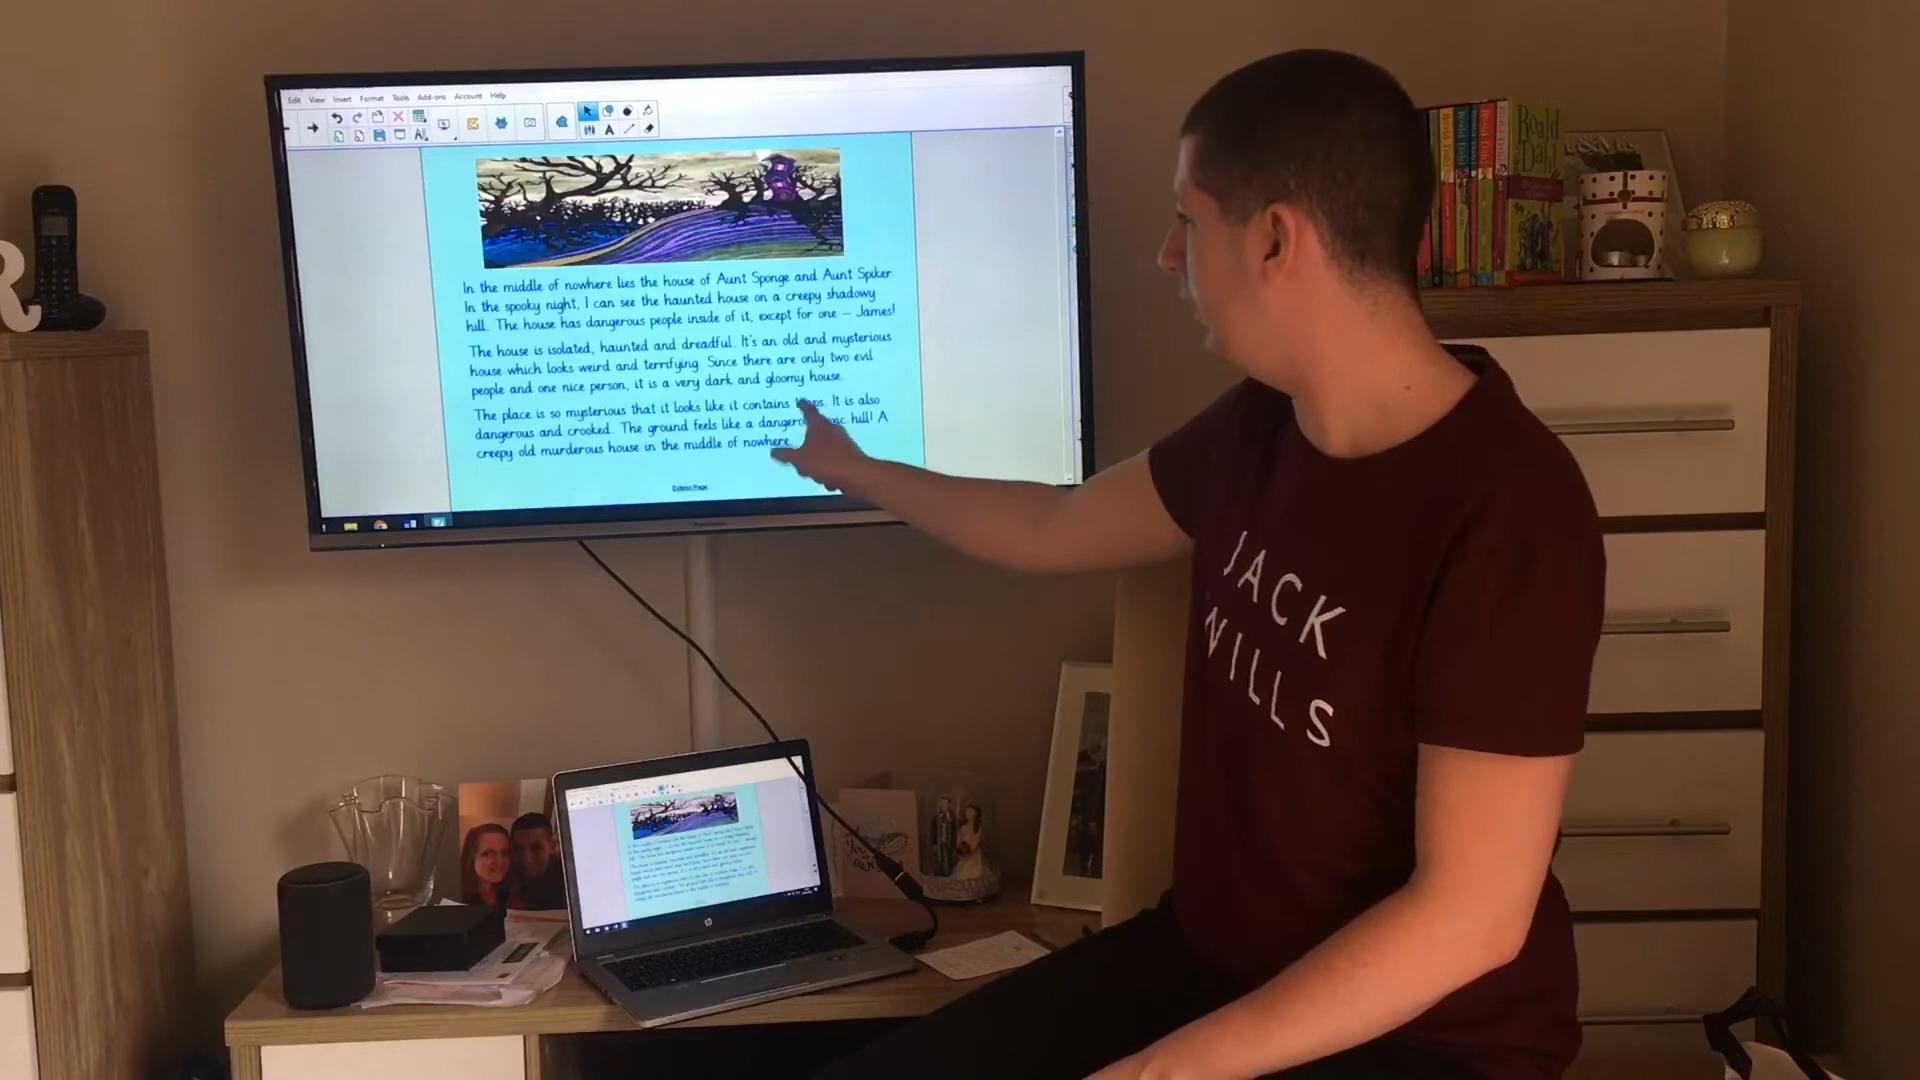 Edit View Insert Format Tools Add-ons Account Help
In the middle of nowhere lies the house of Aunt Sponge and Aunt Spiker
In the spooky night, I can see the haunted house on a creepy shadowy
hill. The house has dangerous people inside of it, except for one – James!
The house is isolated, haunted and dreadful. It's an old and mysterious
house which looks weird and terrifying. Since there are only two evil
people and one nice person, it is a very dark and gloomy house.
The place is so mysterious that it looks like it contains. It is also
dangerous and crooked. The ground feels like a hill! A
creepy old murderous house in the middle of nowhere.
Extend Page
Roald
Dahl
JACK
WILLS
hp